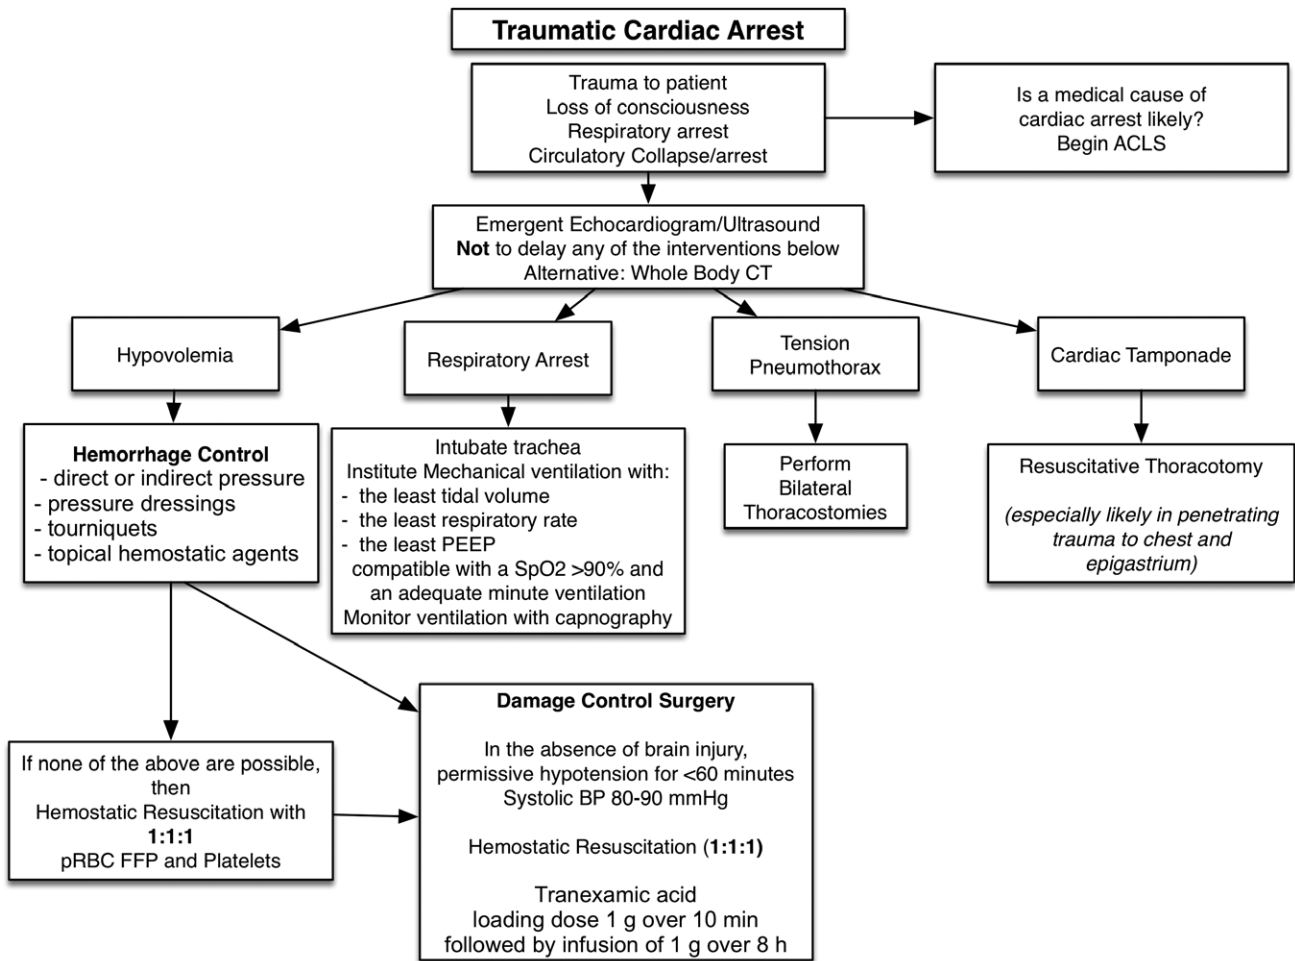 Traumatic Cardiac Arrest
Trauma to patient
Loss of consciousness
Respiratory arrest
Circulatory Collapse/arrest
Is a medical cause of
cardiac arrest likely?
Begin ACLS
Emergent Echocardiogram/Ultrasound
Not to delay any of the interventions below
Alternative: Whole Body CT
Hypovolemia
Respiratory Arrest
Tension
Pneumothorax
Cardiac Tamponade
Hemorrhage Control
- direct or indirect pressure
- pressure dressings
- tourniquets
- topical hemostatic agents
Intubate trachea
Institute Mechanical ventilation with:
- the least tidal volume
- the least respiratory rate
- the least PEEP
compatible with a SpO2 >90% and
an adequate minute ventilation
Monitor ventilation with capnography
Perform
Bilateral
Thoracostomies
Resuscitative Thoracotomy
(especially likely in penetrating
trauma to chest and
epigastrium)
If none of the above are possible,
then
Hemostatic Resuscitation with
1:1:1
pRBC FFP and Platelets
Damage Control Surgery
In the absence of brain injury,
permissive hypotension for <60 minutes
Systolic BP 80-90 mmHg
Hemostatic Resuscitation (1:1:1)
Tranexamic acid
loading dose 1 g over 10 min
followed by infusion of 1 g over 8 h